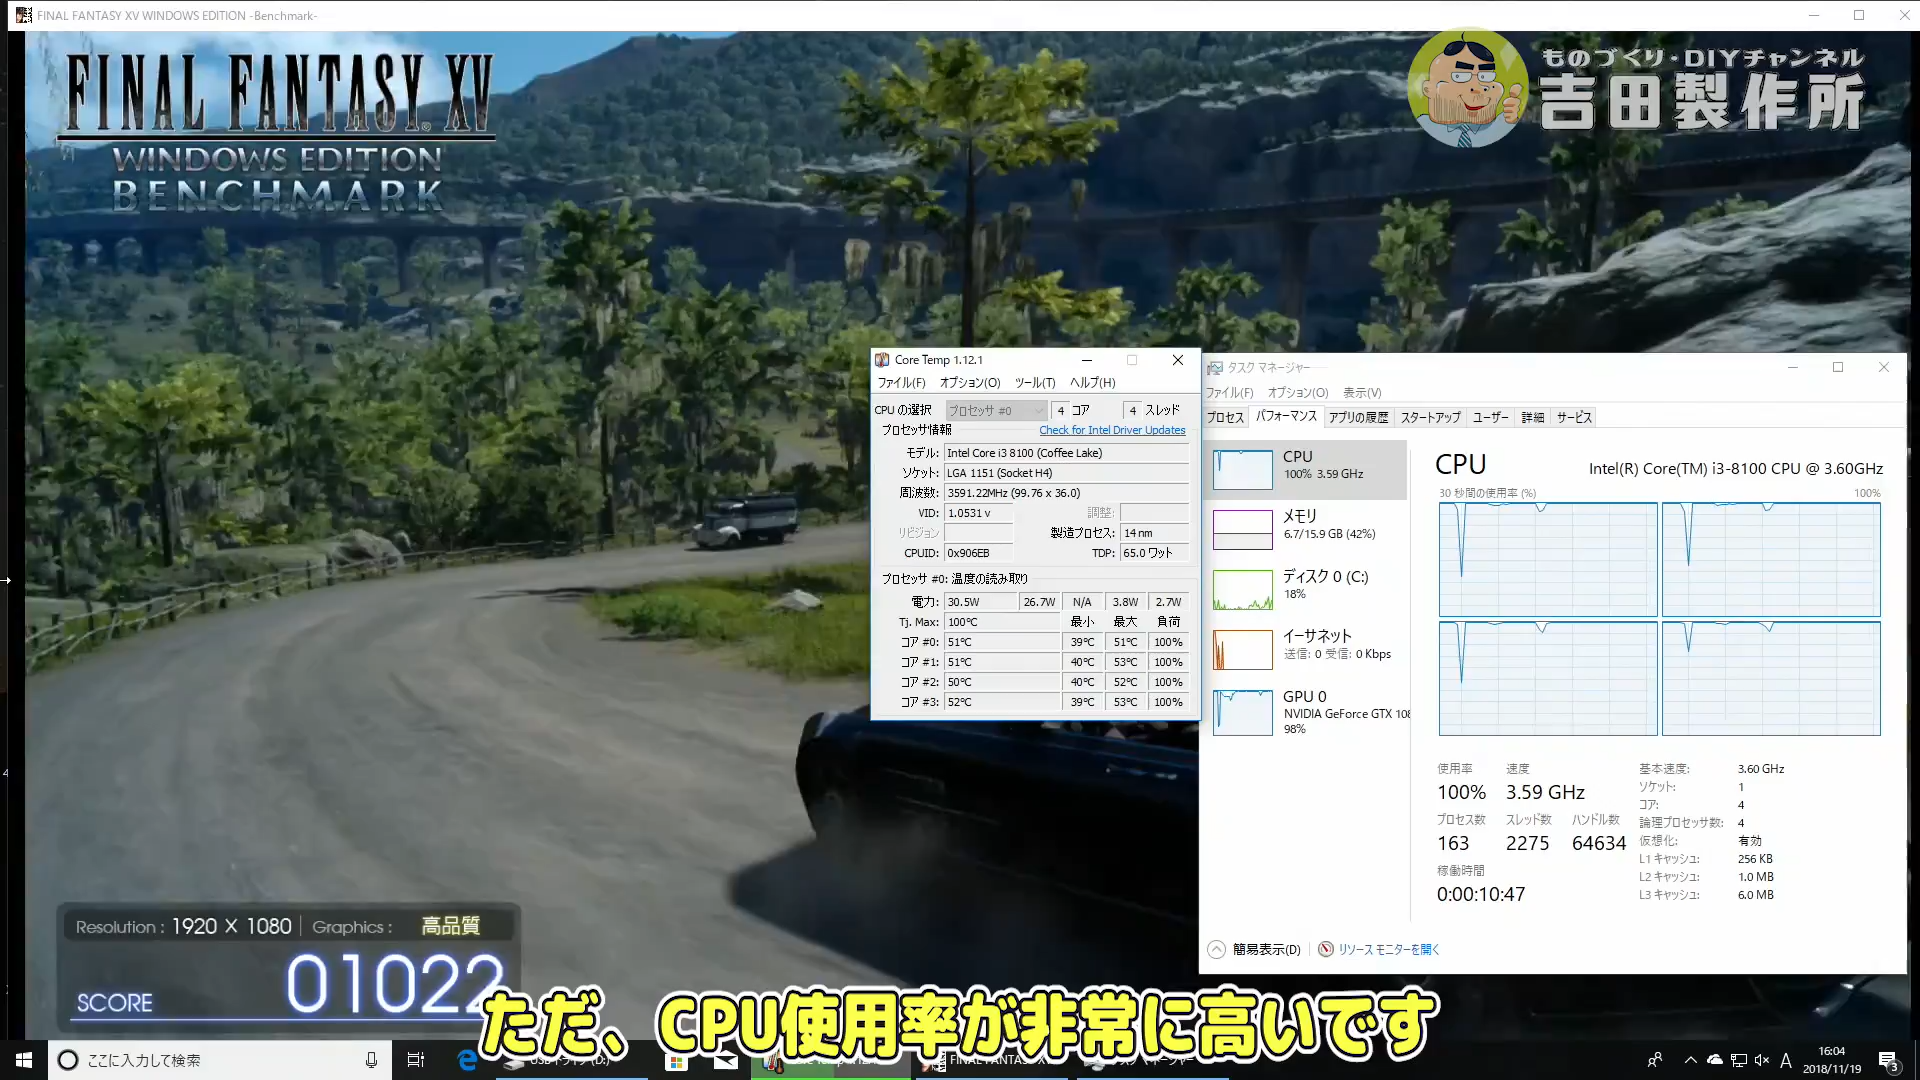 FINAL FANTASY XV WINDOWS EDITION -Benchmark-
FINAL FANTASY XV
WINDOWS EDITION
BENCHMARK
ものづくり・DIYチャンネル
吉田製作所
Core Temp 1.12.1
ファイル(F) オプション(O) ツール(T) ヘルプ(H)
CPU の選択 プロセッサ #0 4 コア 4 スレッド
プロセッサ情報 Check for Intel Driver Updates
モデル: Intel Core i3 8100 (Coffee Lake)
ソケット: LGA 1151 (Socket H4)
周波数: 3591.22MHz (99.76 x 36.0)
VID: 1.0531 v 調整:
リビジョン 製造プロセス: 14 nm
CPUID: 0x906EB TDP: 65.0 ワット
プロセッサ #0: 温度の読み取り
電力: 30.5W 26.7W N/A 3.8W 2.7W
Tj. Max: 100℃ 最小 最大 負荷
コア #0: 51℃ 39℃ 51℃ 100%
コア #1: 51℃ 40℃ 53℃ 100%
コア #2: 50℃ 40℃ 52℃ 100%
コア #3: 52℃ 39℃ 53℃ 100%
タスク マネージャー
ファイル(F) オプション(O) 表示(V)
プロセス パフォーマンス アプリの履歴 スタートアップ ユーザー 詳細 サービス
CPU
100% 3.59 GHz
メモリ
6.7/15.9 GB (42%)
ディスク 0 (C:)
18%
イーサネット
送信: 0 受信: 0 Kbps
GPU 0
NVIDIA GeForce GTX 108
98%
CPU Intel(R) Core(TM) i3-8100 CPU @ 3.60GHz
30 秒間の使用率 (%) 100%
使用率 速度
100% 3.59 GHz
プロセス数 スレッド数 ハンドル数
163 2275 64634
稼働時間
0:00:10:47
基本速度: 3.60 GHz
ソケット: 1
コア: 4
論理プロセッサ数: 4
仮想化: 有効
L1 キャッシュ: 256 KB
L2 キャッシュ: 1.0 MB
L3 キャッシュ: 6.0 MB
簡易表示(D) リソース モニターを開く
Resolution : 1920 X 1080 Graphics : 高品質
SCORE 01022
ただ、CPU使用率が非常に高いです
ここに入力して検索
A
16:04
2018/11/19
3